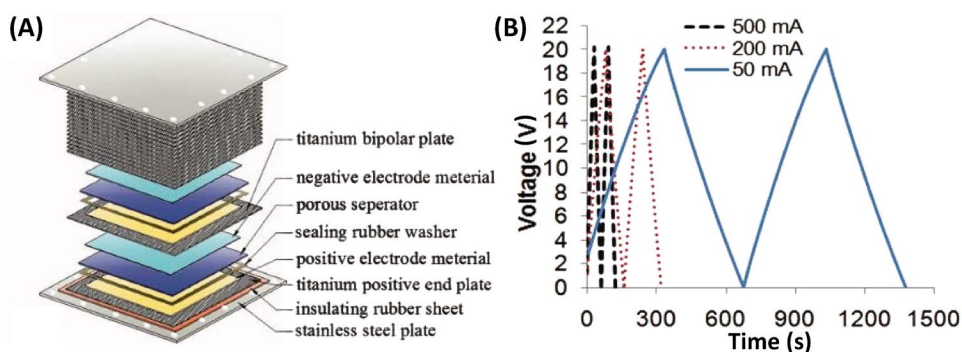 (A)
titanium bipolar plate
negative electrode meterial
porous seperator
sealing rubber washer
positive electrode meterial
titanium positive end plate
insulating rubber sheet
stainless steel plate
(B)
500 mA
200 mA
50 mA
Voltage (V)
22
20
18
16
14
12
10
8
6
4
2
0
0 300 600 900 1200 1500
Time (s)